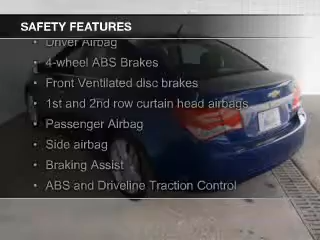 SAFETY FEATURES
• Driver Airbag
• 4-wheel ABS Brakes
• Front Ventilated disc brakes
• 1st and 2nd row curtain head airbags
• Passenger Airbag
• Side airbag
• Braking Assist
• ABS and Driveline Traction Control